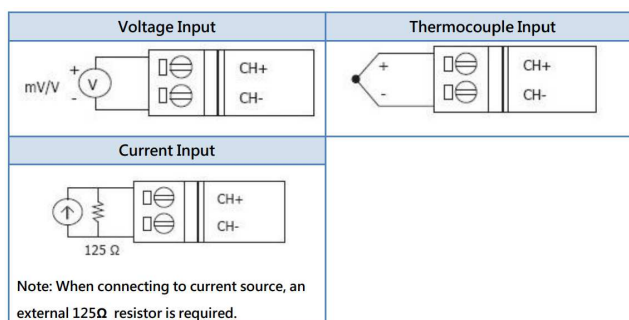 Voltage Input
Thermocouple Input
mV/V
+
V
-
CH+
CH-
+
-
CH+
CH-
Current Input
125 Ω
CH+
CH-
Note: When connecting to current source, an
external 125Ω resistor is required.